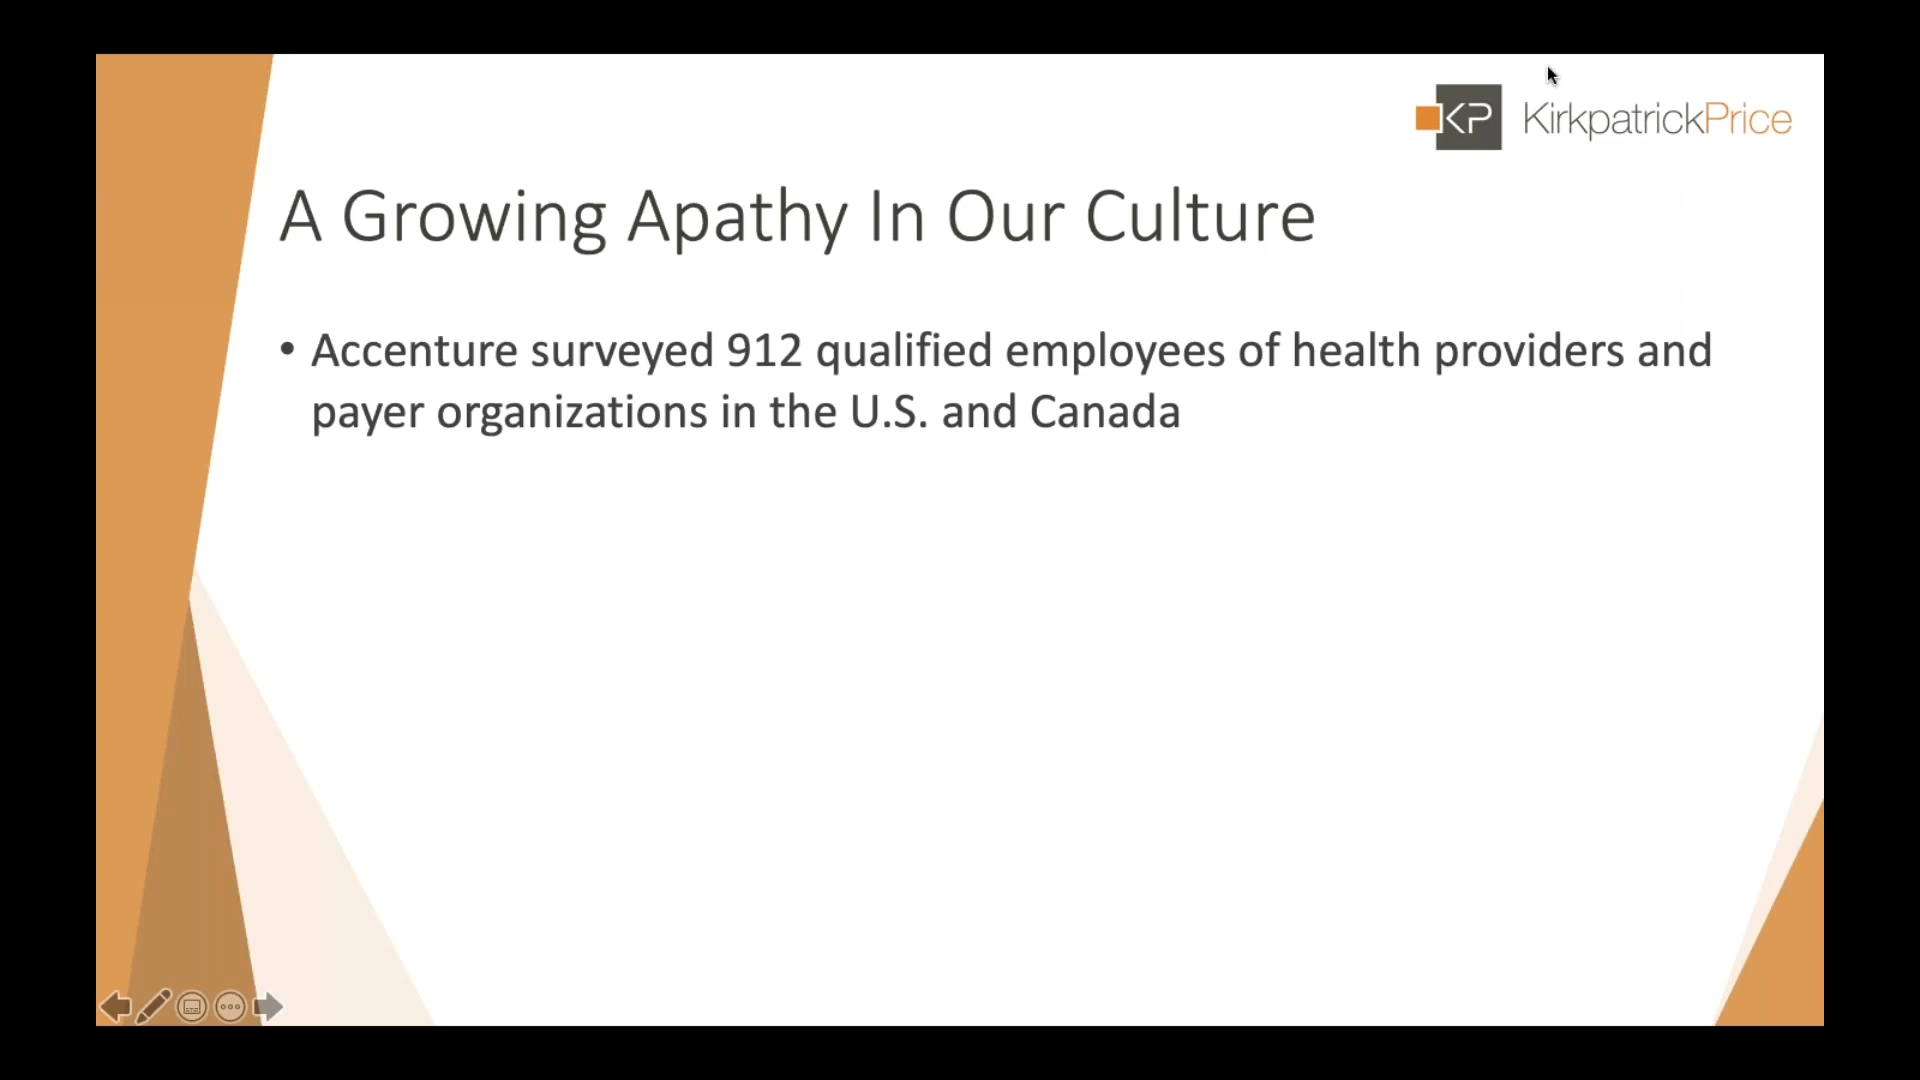 KP KirkpatrickPrice
A Growing Apathy In Our Culture
• Accenture surveyed 912 qualified employees of health providers and
payer organizations in the U.S. and Canada